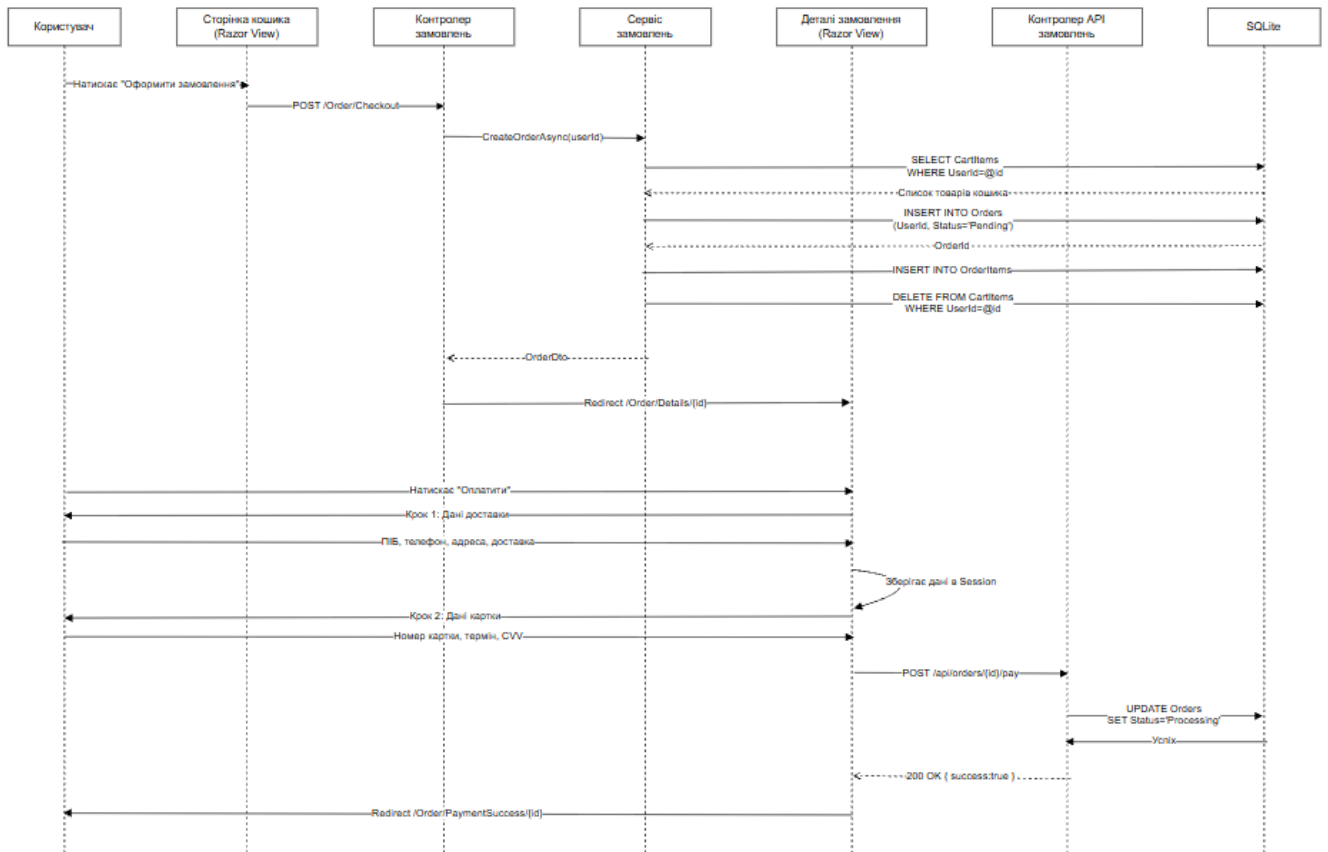 Користувач
Сторінка кошика
(Razor View)
Контролер
замовлень
Сервіс
замовлень
Деталі замовлення
(Razor View)
Контролер API
замовлень
SQLite
Натискає "Оформити замовлення"
POST /Order/Checkout
CreateOrderAsync(userId)
SELECT CartItems
WHERE UserId=@id
Список товарів кошика
INSERT INTO Orders
(UserId, Status='Pending')
OrderId
INSERT INTO OrderItems
DELETE FROM CartItems
WHERE UserId=@id
OrderDto
Redirect /Order/Details/{id}
Натискає "Оплатити"
Крок 1: Дані доставки
ПІБ, телефон, адреса, доставка
Зберігає дані в Session
Крок 2: Дані картки
Номер картки, термін, CVV
POST /api/orders/{id}/pay
UPDATE Orders
SET Status='Processing'
Успіх
200 OK { success:true }
Redirect /Order/PaymentSuccess/{id}